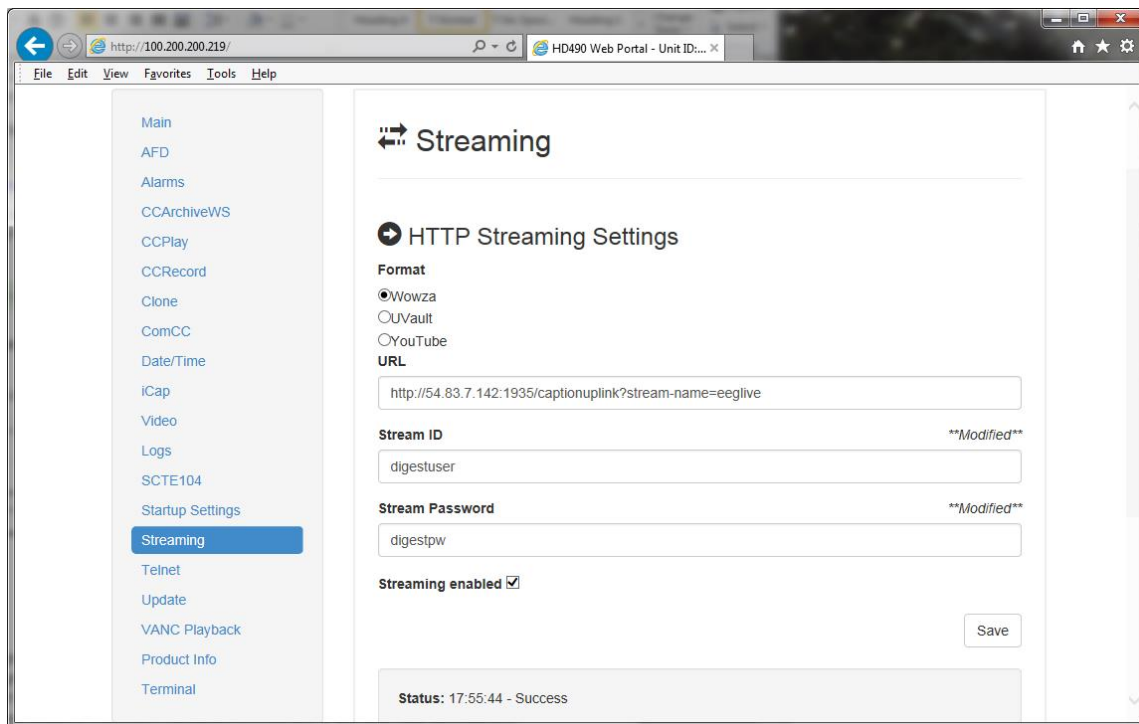 http://100.200.200.219/
HD490 Web Portal - Unit ID:...
File Edit View Favorites Tools Help
Main
AFD
Alarms
CCArchiveWS
CCPlay
CCRecord
Clone
ComCC
Date/Time
iCap
Video
Logs
SCTE104
Startup Settings
Streaming
Telnet
Update
VANC Playback
Product Info
Terminal
Streaming
HTTP Streaming Settings
Format
Wowza
UVault
YouTube
URL
http://54.83.7.142:1935/captionuplink?stream-name=eeglive
Stream ID **Modified**
digestuser
Stream Password **Modified**
digestpw
Streaming enabled
Save
Status: 17:55:44 - Success